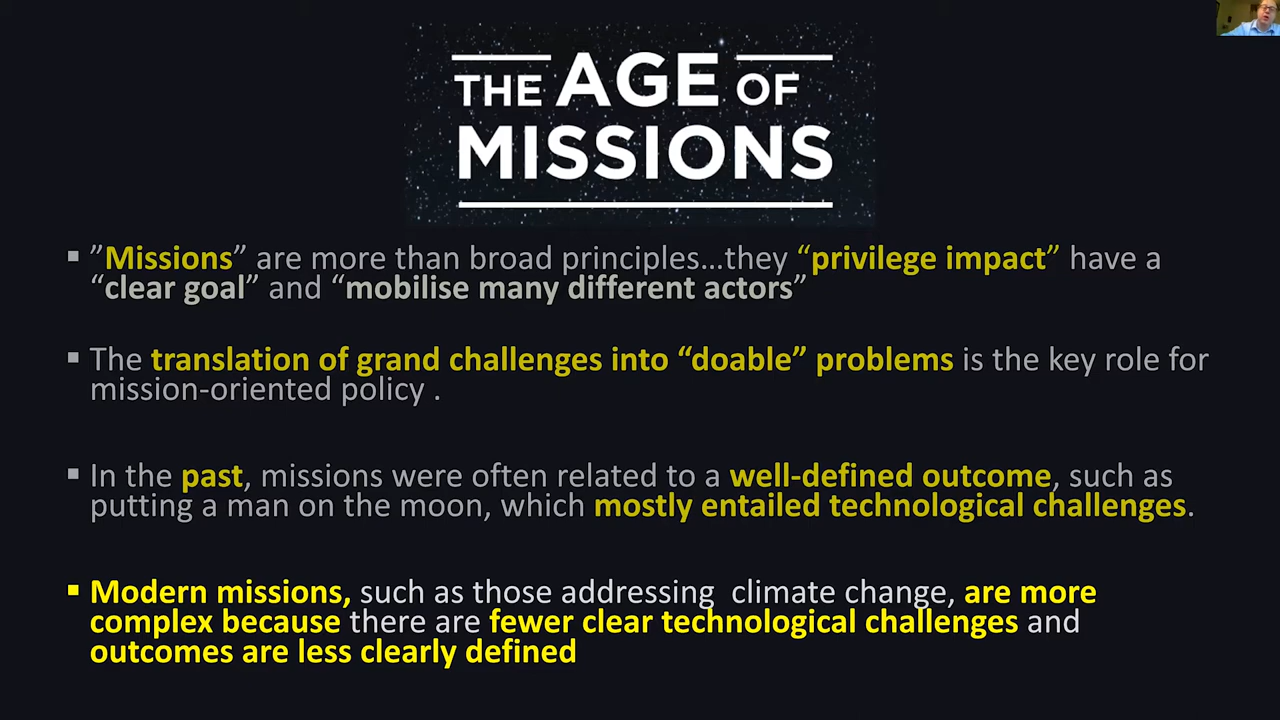 THE AGE OF
MISSIONS
▪ ”Missions” are more than broad principles…they “privilege impact” have a
“clear goal” and “mobilise many different actors”
▪ The translation of grand challenges into “doable” problems is the key role for
mission-oriented policy .
▪ In the past, missions were often related to a well-defined outcome, such as
putting a man on the moon, which mostly entailed technological challenges.
▪ Modern missions, such as those addressing  climate change, are more
complex because there are fewer clear technological challenges and
outcomes are less clearly defined